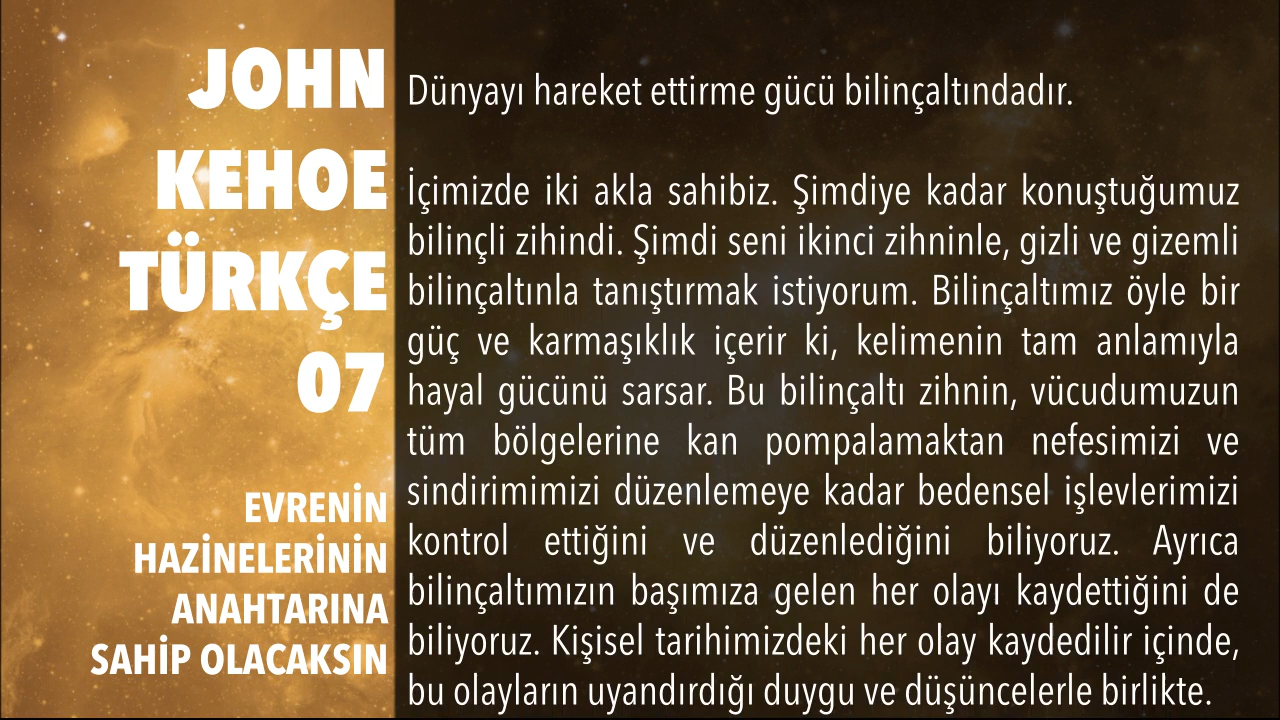 JOHN
KEHOE
TÜRKÇE
07
EVRENİN
HAZİNELERİNİN
ANAHTARINA
SAHİP OLACAKSIN
Dünyayı hareket ettirme gücü bilinçaltındadır.
İçimizde iki akla sahibiz. Şimdiye kadar konuştuğumuz
bilinçli zihindi. Şimdi seni ikinci zihninle, gizli ve gizemli
bilinçaltınla tanıştırmak istiyorum. Bilinçaltımız öyle bir
güç ve karmaşıklık içerir ki, kelimenin tam anlamıyla
hayal gücünü sarsar. Bu bilinçaltı zihnin, vücudumuzun
tüm bölgelerine kan pompalamaktan nefesimizi ve
sindirimimizi düzenlemeye kadar bedensel işlevlerimizi
kontrol ettiğini ve düzenlediğini biliyoruz. Ayrıca
bilinçaltımızın başımıza gelen her olayı kaydettiğini de
biliyoruz. Kişisel tarihimizdeki her olay kaydedilir içinde,
bu olayların uyandırdığı duygu ve düşüncelerle birlikte.